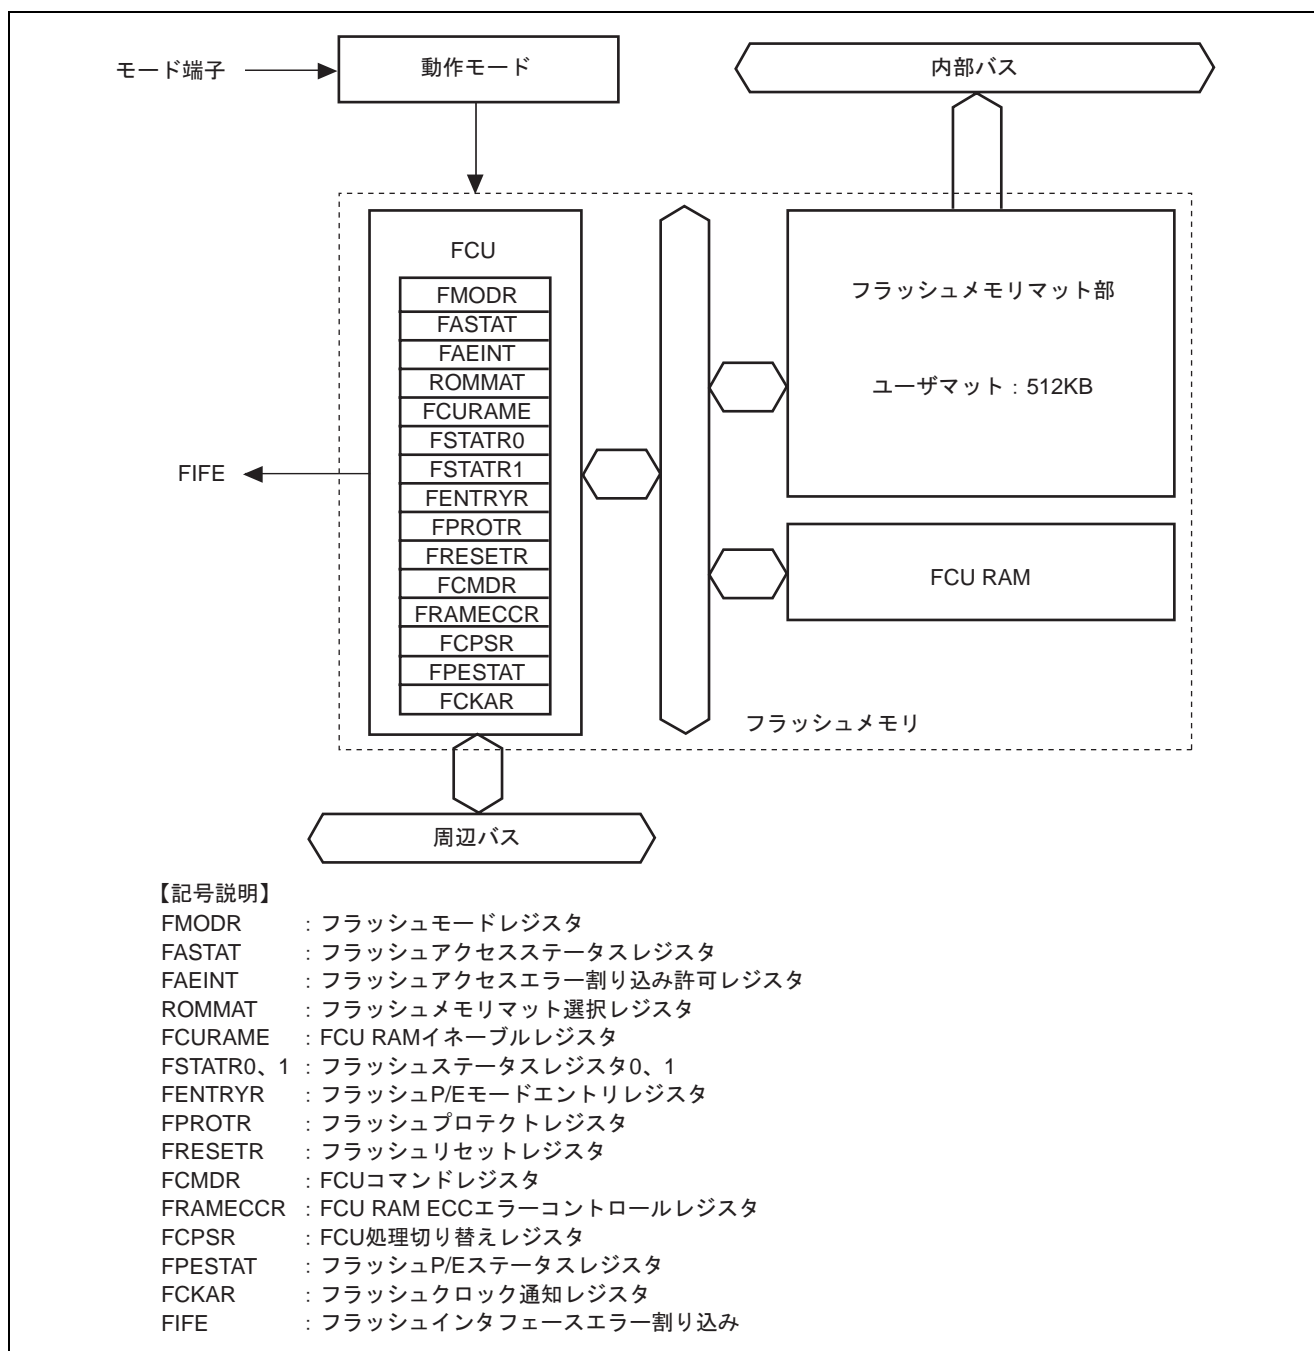 モード端子
動作モード
内部バス
FCU
FMODR
FASTAT
FAEINT
ROMMAT
FCURAME
FSTATR0
FSTATR1
FENTRYR
FPROTR
FRESETR
FCMDR
FRAMECCR
FCPSR
FPESTAT
FCKAR
FIFE
フラッシュメモリマット部
ユーザマット：512KB
FCU RAM
フラッシュメモリ
周辺バス
【記号説明】
FMODR ：フラッシュモードレジスタ
FASTAT ：フラッシュアクセスステータスレジスタ
FAEINT ：フラッシュアクセスエラー割り込み許可レジスタ
ROMMAT ：フラッシュメモリマット選択レジスタ
FCURAME ：FCU RAMイネーブルレジスタ
FSTATR0、1 ：フラッシュステータスレジスタ0、1
FENTRYR ：フラッシュP/Eモードエントリレジスタ
FPROTR ：フラッシュプロテクトレジスタ
FRESETR ：フラッシュリセットレジスタ
FCMDR ：FCUコマンドレジスタ
FRAMECCR ：FCU RAM ECCエラーコントロールレジスタ
FCPSR ：FCU処理切り替えレジスタ
FPESTAT ：フラッシュP/Eステータスレジスタ
FCKAR ：フラッシュクロック通知レジスタ
FIFE ：フラッシュインタフェースエラー割り込み